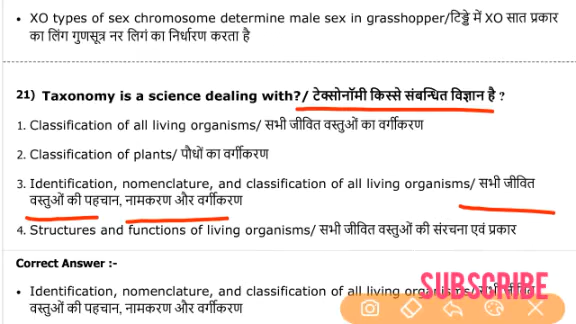 • XO types of sex chromosome determine male sex in grasshopper/टिड्डे में XO सात प्रकार
का लिंग गुणसूत्र नर लिगं का निर्धारण करता है
21) Taxonomy is a science dealing with?/ टेक्सोनॉमी किस्से संबन्धित विज्ञान है ?
1. Classification of all living organisms/ सभी जीवित वस्तुओं का वर्गीकरण
2. Classification of plants/ पौधों का वर्गीकरण
3. Identification, nomenclature, and classification of all living organisms/ सभी जीवित
वस्तुओं की पहचान, नामकरण और वर्गीकरण
4. Structures and functions of living organisms/ सभी जीवित वस्तुओं की संरचना एवं प्रकार
Correct Answer :-
• Identification, nomenclature, and classification of all living organisms/ सभी जीवित
वस्तुओं की पहचान, नामकरण और वर्गीकरण
SUBSCRIBE